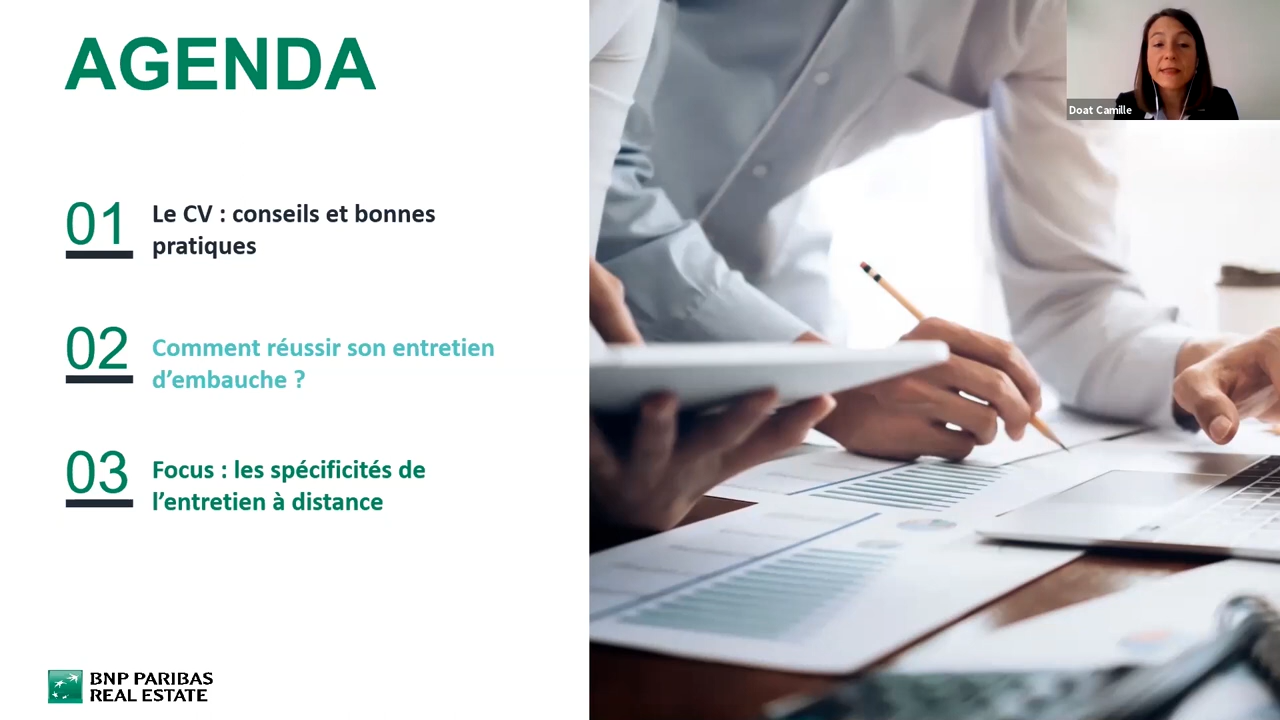 AGENDA
01
Le CV : conseils et bonnes
pratiques
02
Comment réussir son entretien
d’embauche ?
03
Focus : les spécificités de
l’entretien à distance
BNP PARIBAS
REAL ESTATE
Doat Camille